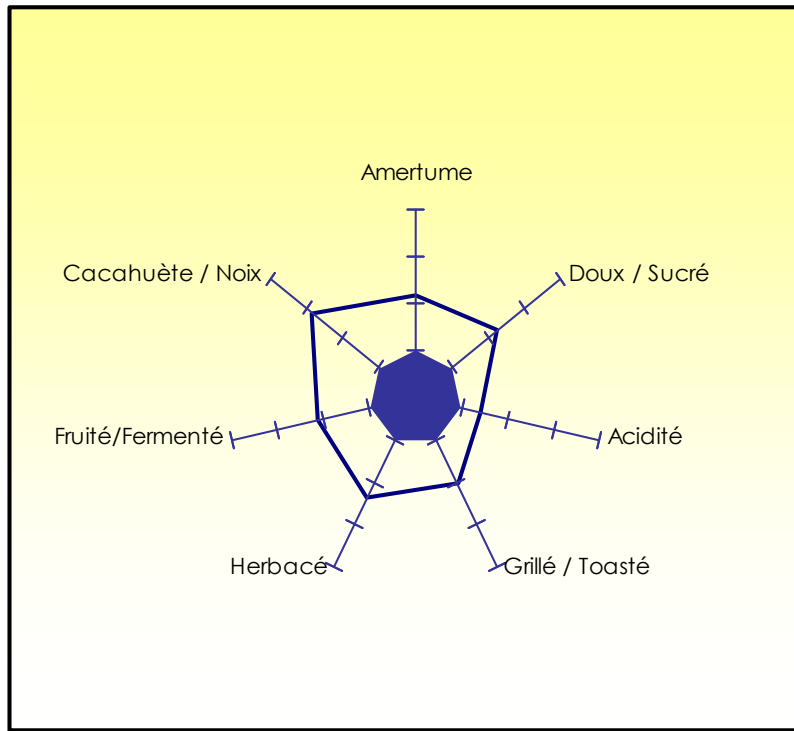 Amertume
Cacahuète / Noix
Doux / Sucré
Fruité/Fermenté
Acidité
Herbacé
Grillé / Toasté